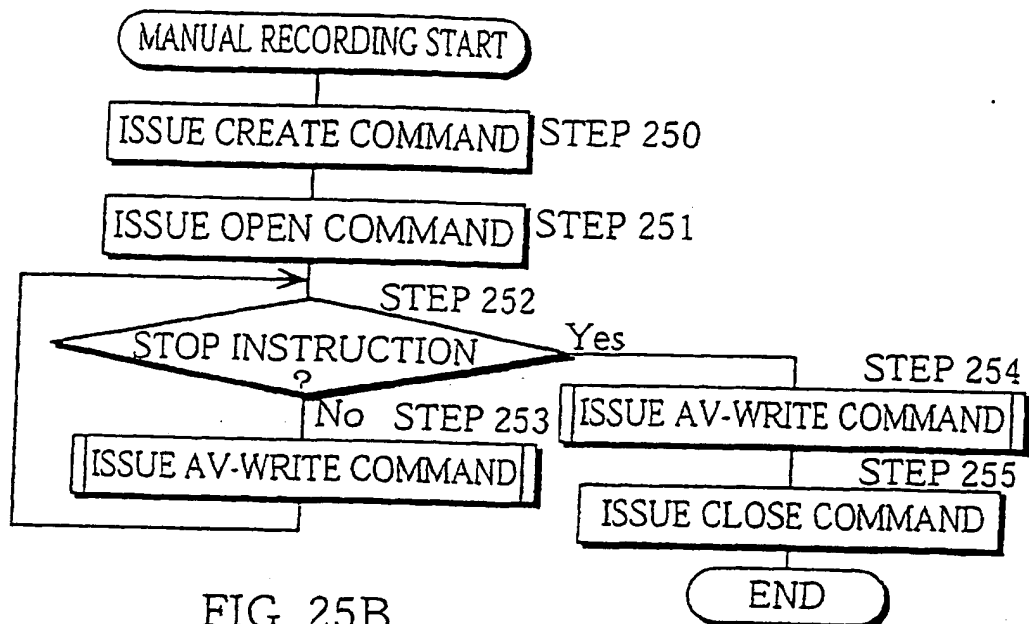 MANUAL RECORDING START
ISSUE CREATE COMMAND STEP 250
ISSUE OPEN COMMAND STEP 251
STEP 252
STOP INSTRUCTION
?
Yes
No
STEP 253
ISSUE AV-WRITE COMMAND
STEP 254
ISSUE AV-WRITE COMMAND
STEP 255
ISSUE CLOSE COMMAND
END
FIG. 25B